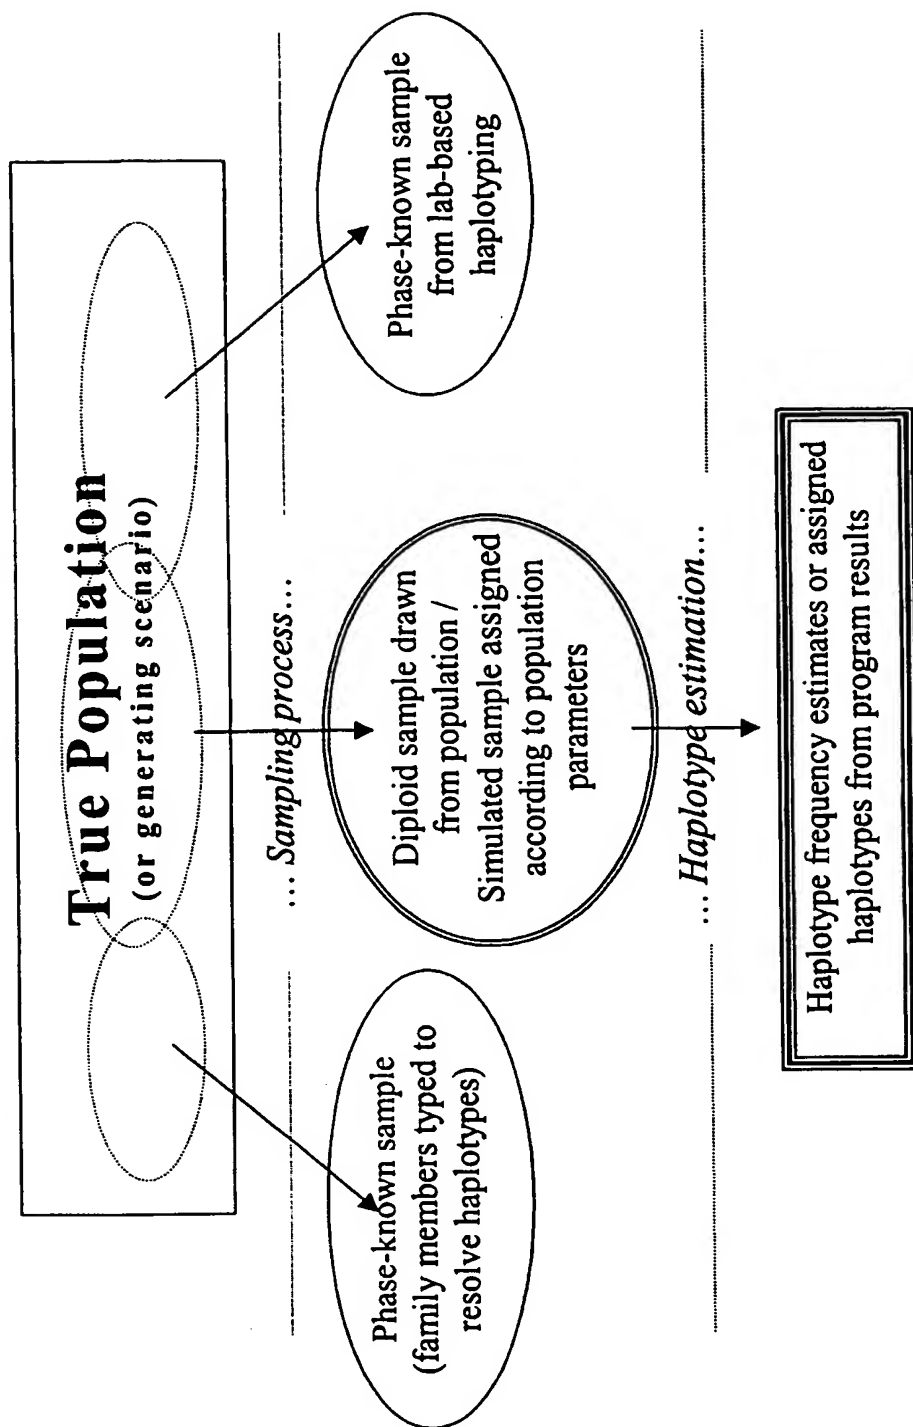 True Population
(or generating scenario)
… Sampling process…
Phase-known sample
(family members typed to
resolve haplotypes)
Diploid sample drawn
from population /
Simulated sample assigned
according to population
parameters
Phase-known sample
from lab-based
haplotyping
… Haplotype estimation…
Haplotype frequency estimates or assigned
haplotypes from program results